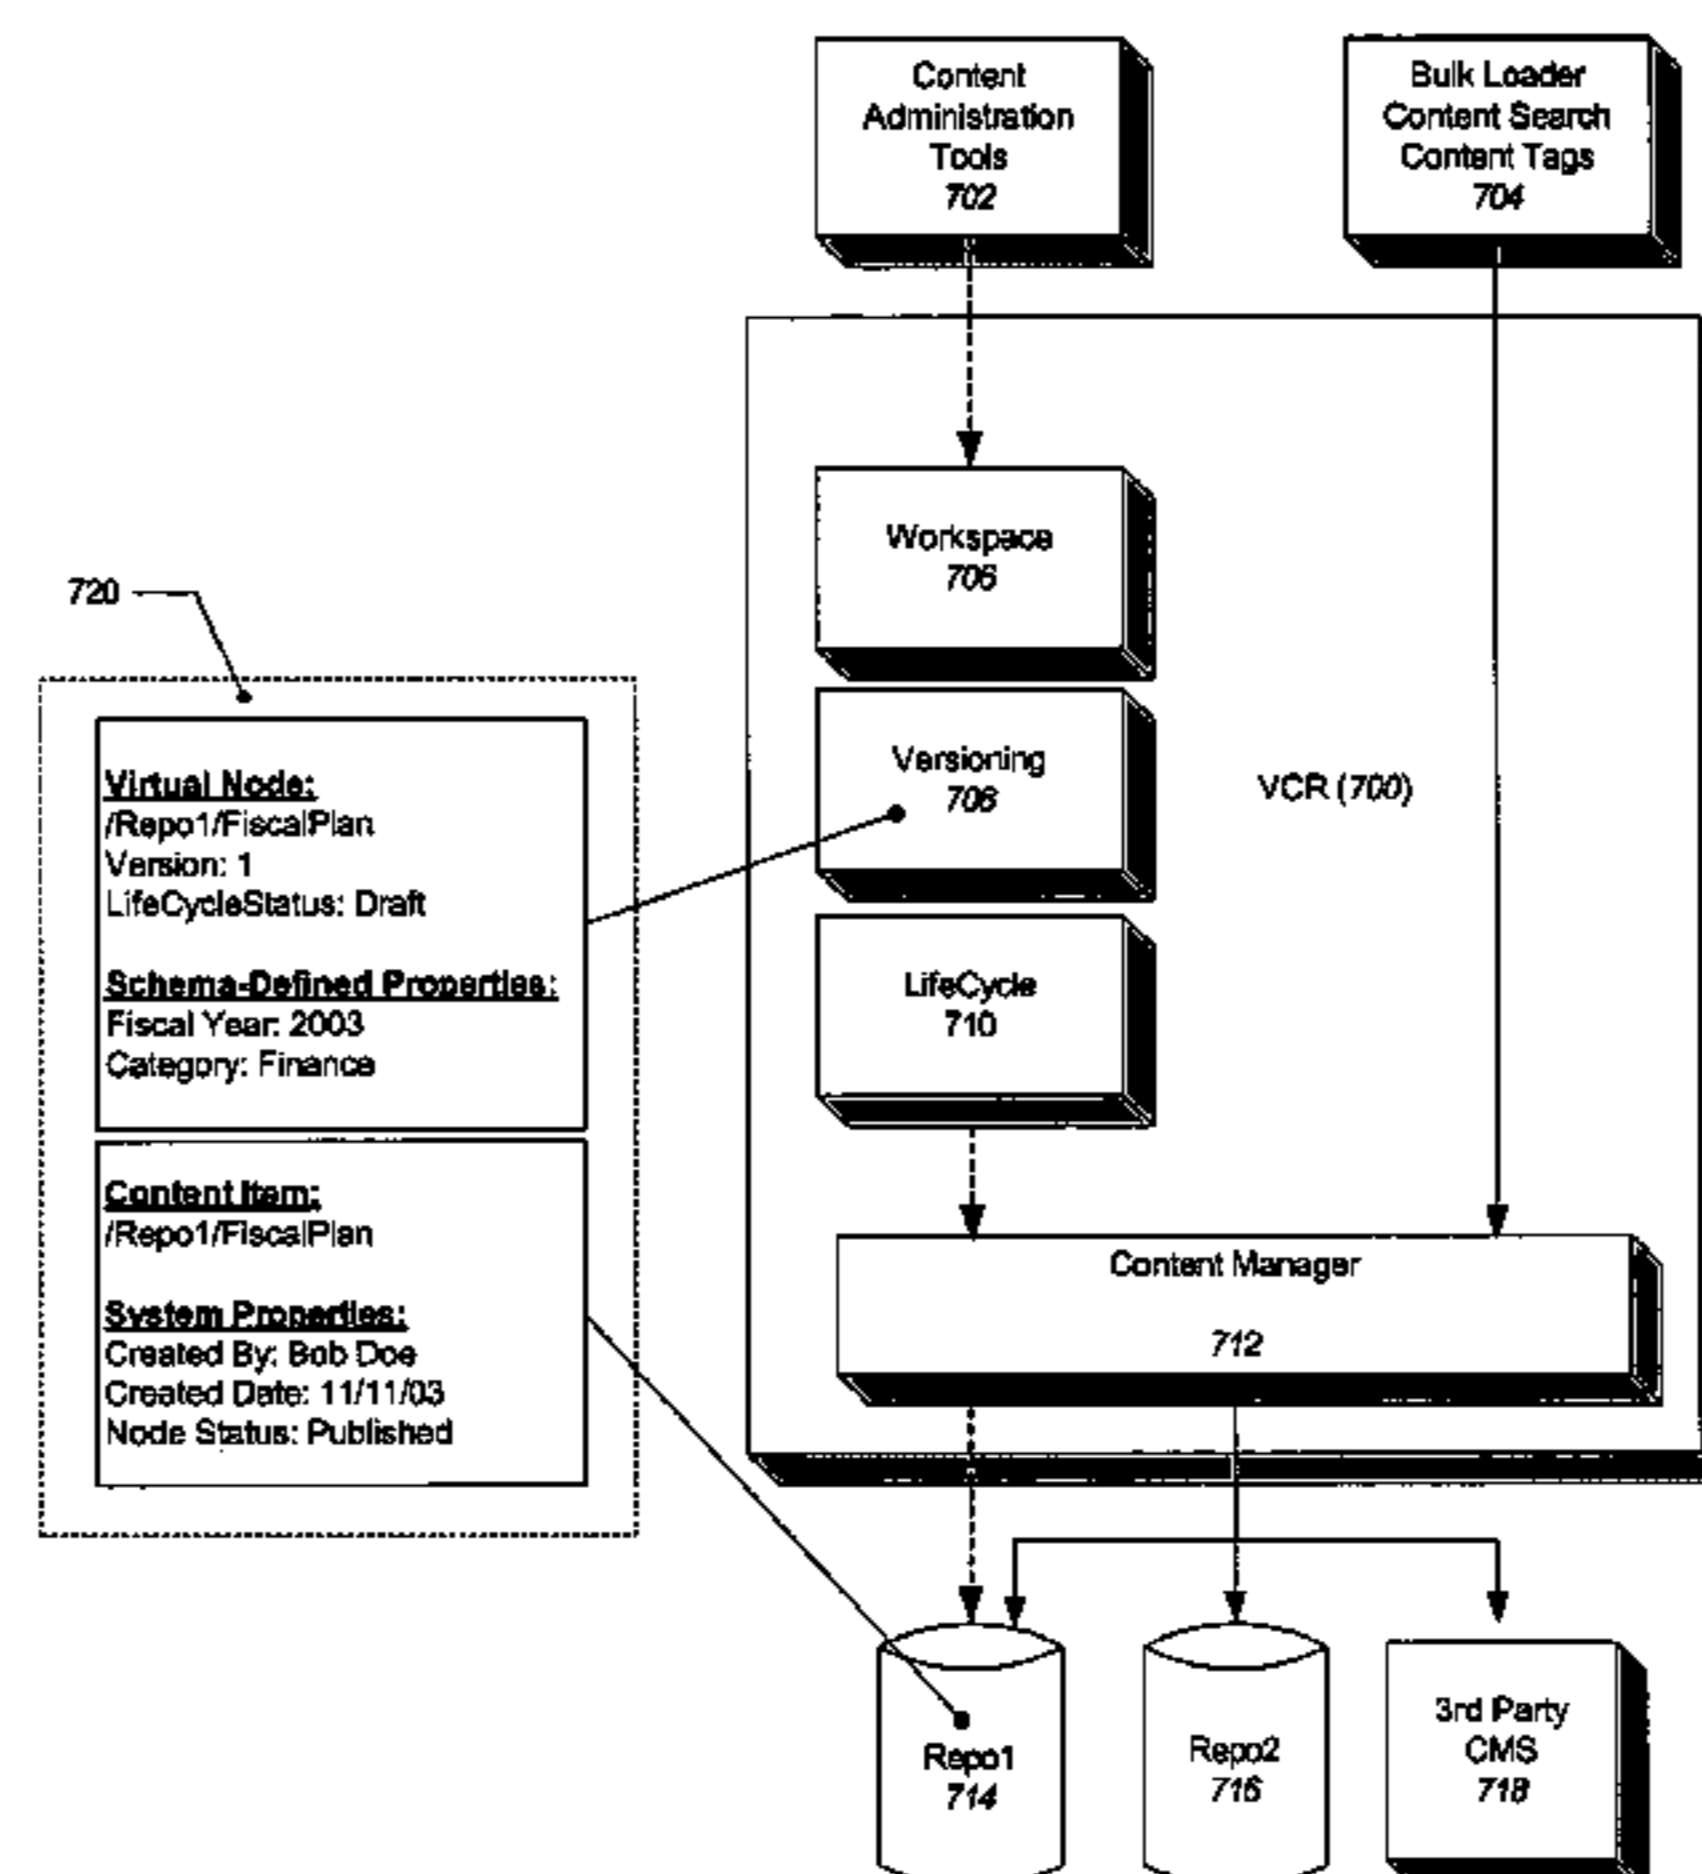 Content
Administration
Tools
702
Bulk Loader
Content Search
Content Tags
704
Workspace
706
720
Versioning
708
VCR (700)
Virtual Node:
/Repo1/FiscalPlan
Version: 1
LifeCycleStatus: Draft
Schema-Defined Properties:
Fiscal Year: 2003
Category: Finance
LifeCycle
710
Content Item:
/Repo1/FiscalPlan
System Properties:
Created By: Bob Doe
Created Date: 11/11/03
Node Status: Published
Content Manager
712
Repo1
714
Repo2
716
3rd Party
CMS
718